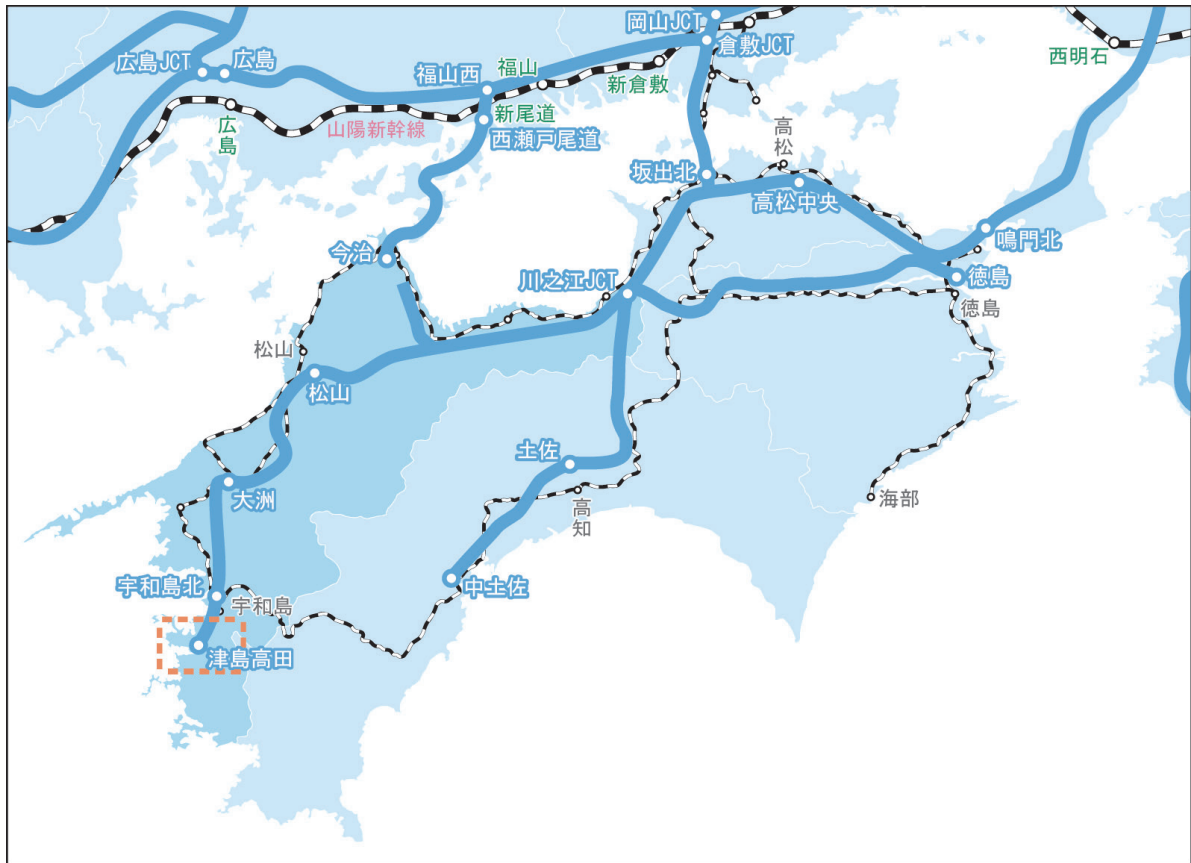 岡山JCT
倉敷JCT
広島JCT
広島
福山西
福山
新倉敷
西明石
広島
山陽新幹線
新尾道
西瀬戸尾道
高松
坂出北
高松中央
鳴門北
今治
川之江JCT
徳島
徳島
松山
松山
土佐
大洲
高知
海部
宇和島北
宇和島
中土佐
津島高田